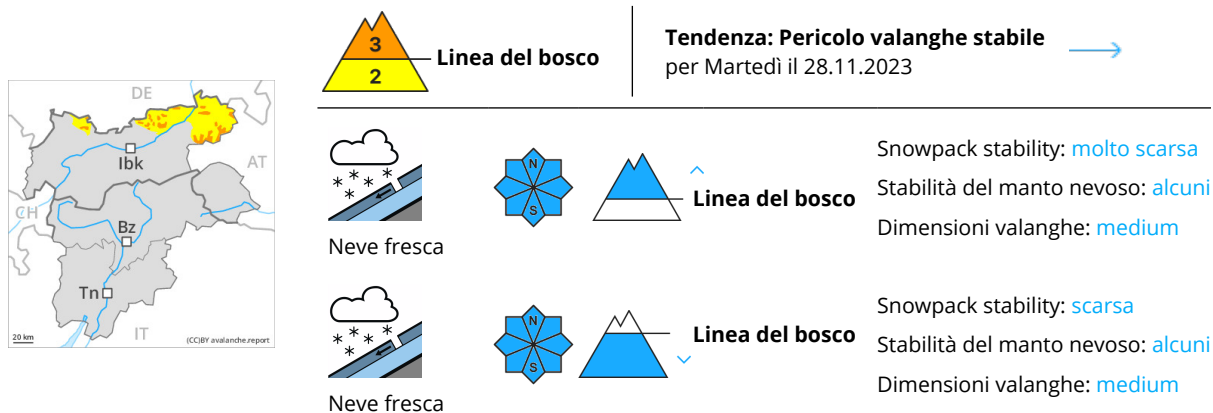 3
2
Linea del bosco
Tendenza: Pericolo valanghe stabile
per Martedì il 28.11.2023
DE
AT
Ibk
CH
Bz
Tn
IT
20 km
(CC)BY avalanche.report
N
S
Linea del bosco
Neve fresca
Snowpack stability: molto scarsa
Stabilità del manto nevoso: alcuni
Dimensioni valanghe: medium
N
S
Linea del bosco
Neve fresca
Snowpack stability: scarsa
Stabilità del manto nevoso: alcuni
Dimensioni valanghe: medium